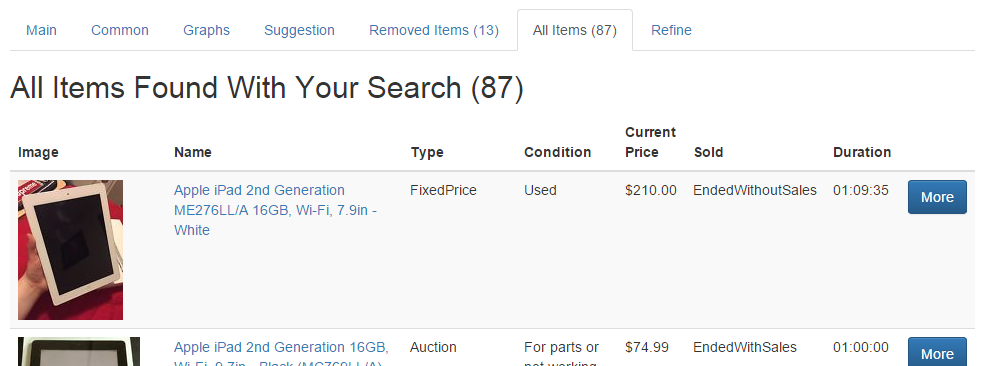 Main Common Graphs Suggestion Removed Items (13) All Items (87) Refine
All Items Found With Your Search (87)
Image Name Type Condition Current Price Sold Duration
Apple iPad 2nd Generation FixedPrice Used $210.00 EndedWithoutSales 01:09:35 More
ME276LL/A 16GB, Wi-Fi, 7.9in -
White
Apple iPad 2nd Generation 16GB, Auction For parts or $74.99 EndedWithSales 01:00:00 More
Wi-Fi, 9.7in - Black (MC769LL/A) not working